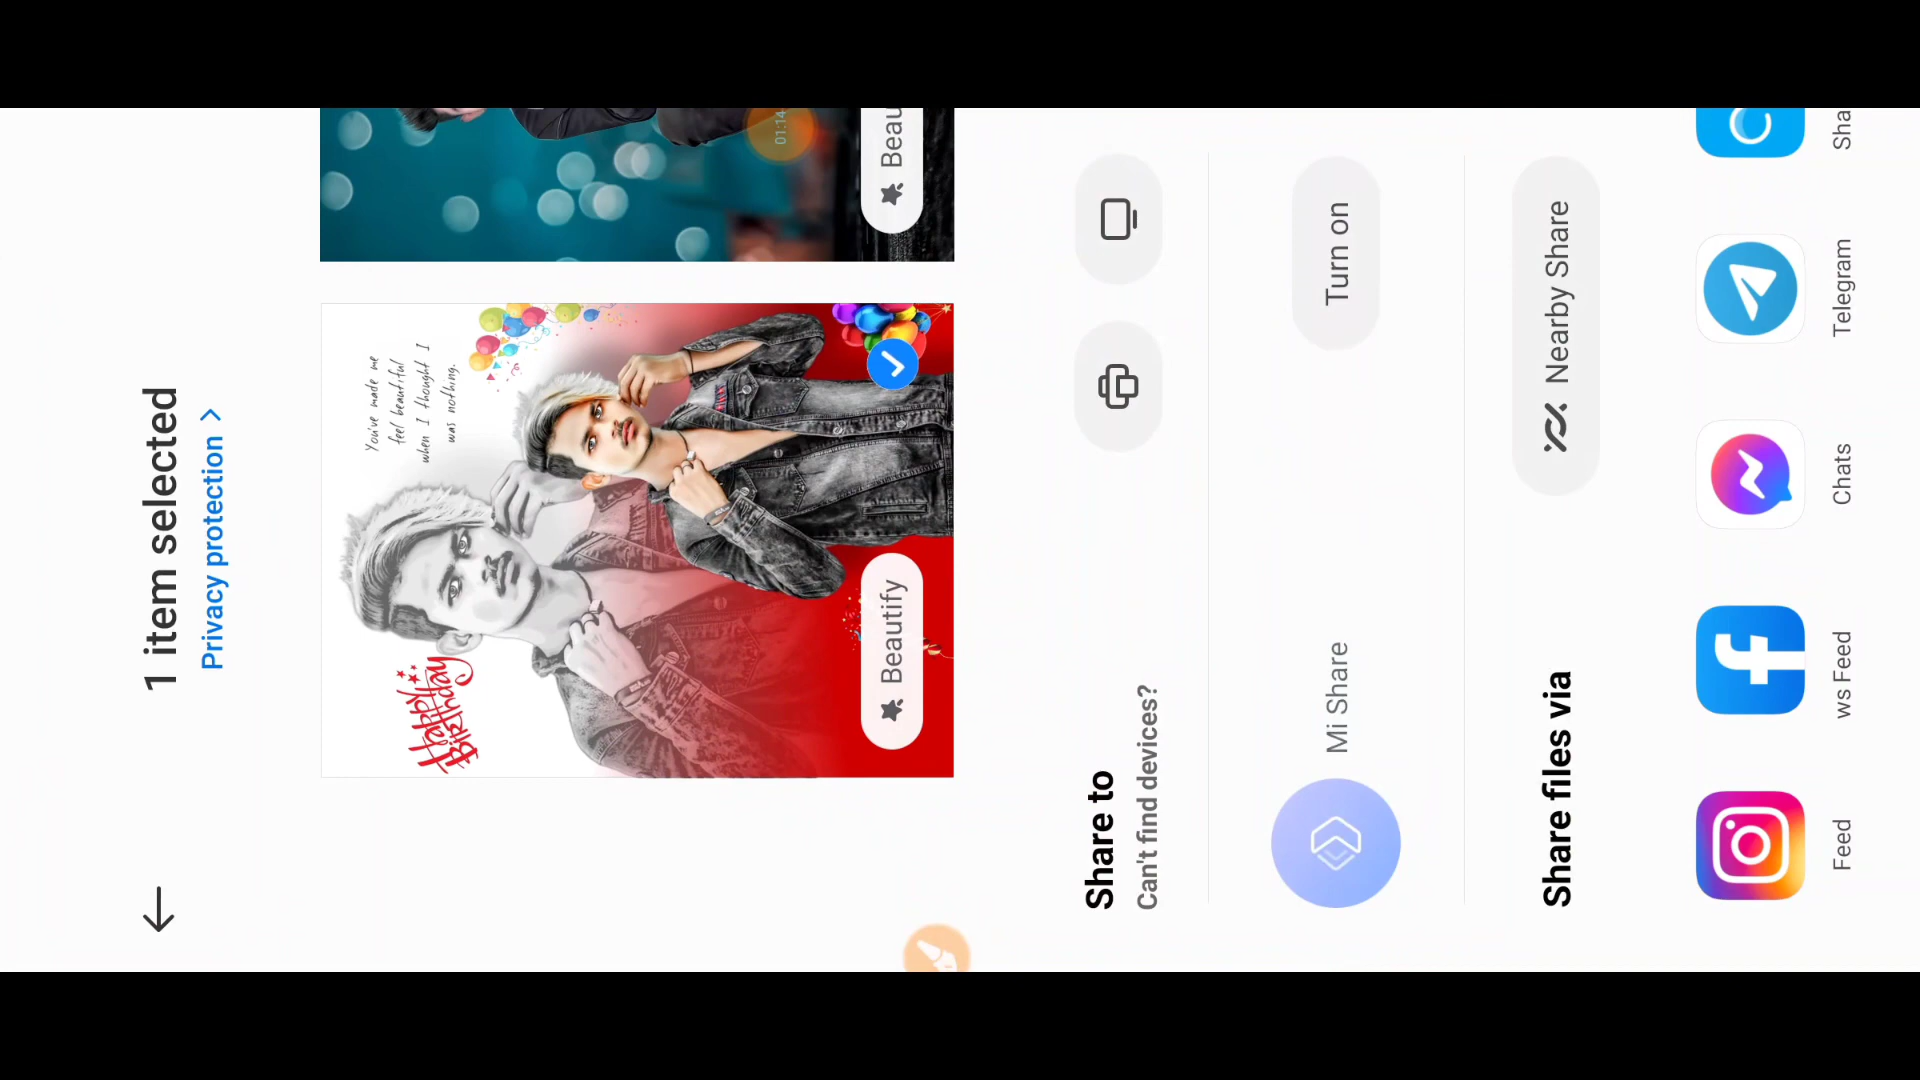 1 item selected
Privacy protection >
Happy
Birthday
You've made me
feel beautiful
when I thought I
was nothing.
Beautify
Beau
01:14
Share to
Can't find devices?
Mi Share
Turn on
Share files via
Nearby Share
Feed
ws Feed
Chats
Telegram
Sha